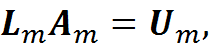 𝑳ₘ𝑨ₘ = 𝑼ₘ,